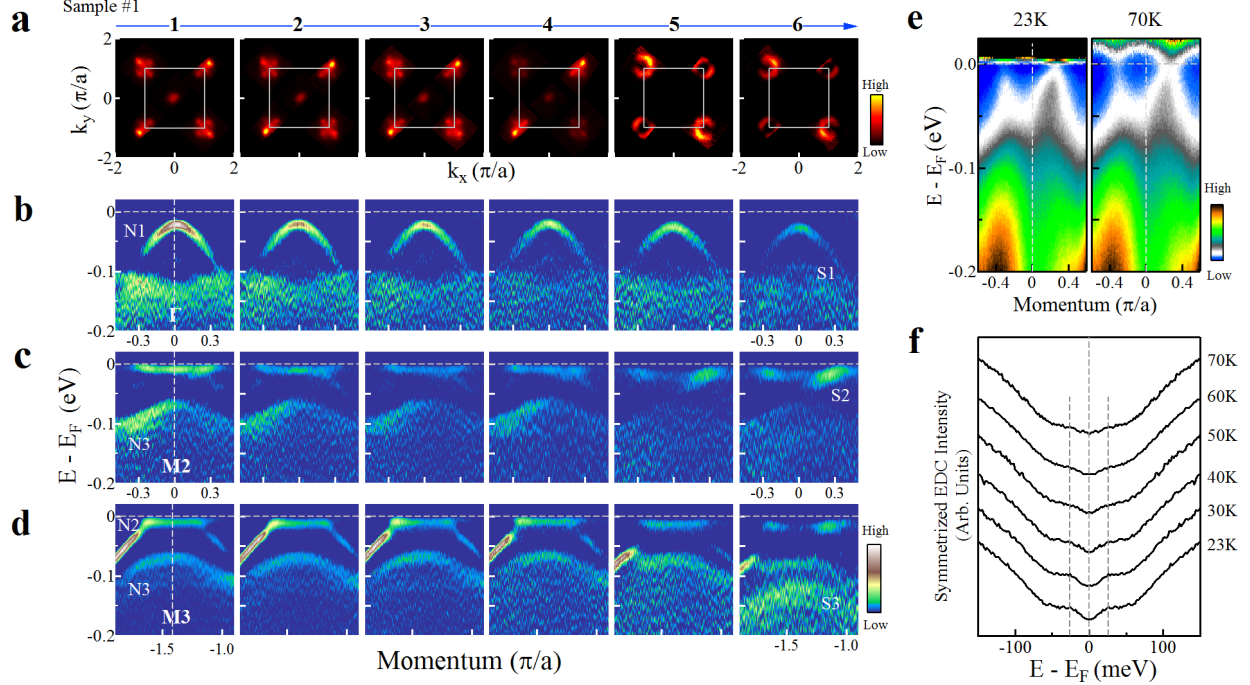 Sample #1
a
1 2 3 4 5 6
2
1
0
-1
-2
k_y (π/a)
-2 0 2
-2 0 2
k_x (π/a)
High
Low
b
N1
Γ
S1
0
-0.1
-0.2
-0.3 0 0.3
-0.3 0 0.3
c
N3
M2
S2
0
-0.1
-0.2
-0.3 0 0.3
-0.3 0 0.3
E - E_F (eV)
d
N2
N3
M3
S3
0
-0.1
-0.2
-1.5 -1.0
-1.5 -1.0
High
Low
Momentum (π/a)
e
23K 70K
0.0
-0.1
-0.2
E - E_F (eV)
-0.4 0 0.4 -0.4 0 0.4
Momentum (π/a)
High
Low
f
70K
60K
50K
40K
30K
23K
Symmetrized EDC Intensity
(Arb. Units)
-100 0 100
E - E_F (meV)